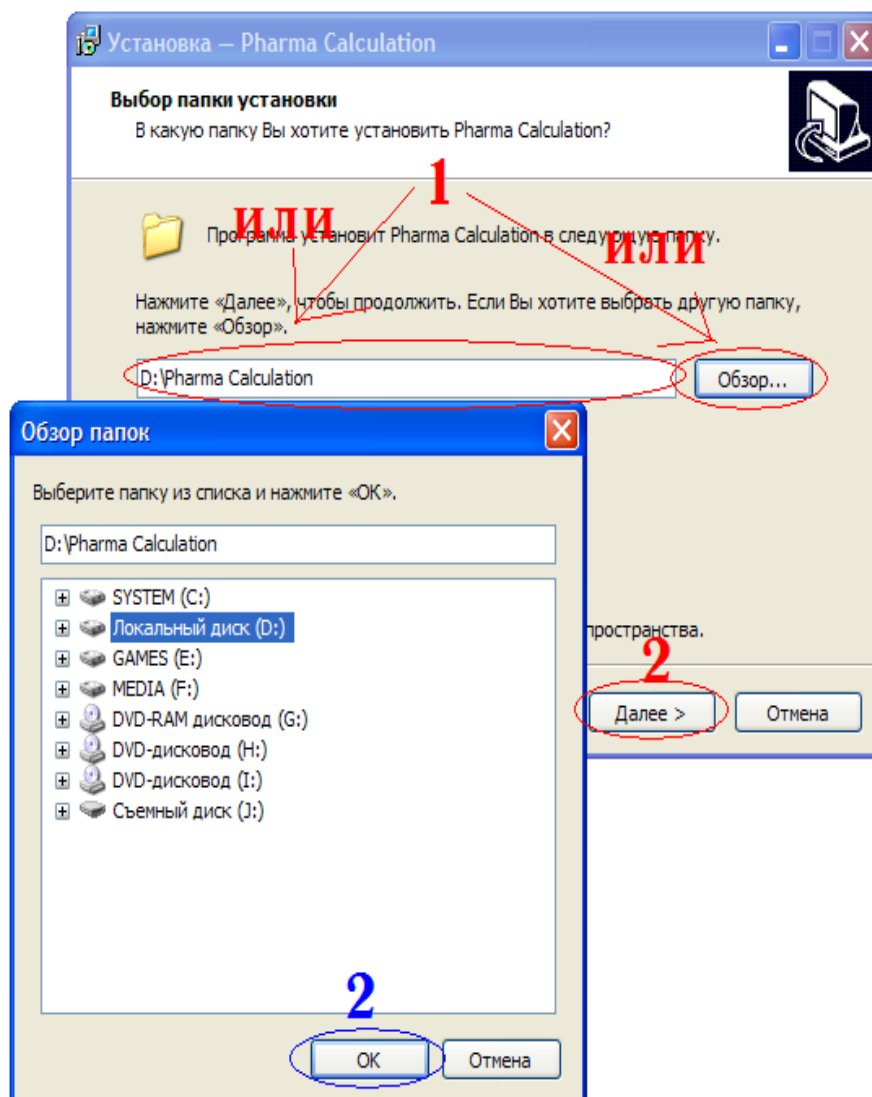 Установка — Pharma Calculation
Выбор папки установки
В какую папку Вы хотите установить Pharma Calculation?
1
или
или
Программа установит Pharma Calculation в следующую папку.
Нажмите «Далее», чтобы продолжить. Если Вы хотите выбрать другую папку,
нажмите «Обзор».
D:\Pharma Calculation
Обзор...
Обзор папок
Выберите папку из списка и нажмите «ОК».
D:\Pharma Calculation
SYSTEM (C:)
Локальный диск (D:)
GAMES (E:)
MEDIA (F:)
DVD-RAM дисковод (G:)
DVD-дисковод (H:)
DVD-дисковод (I:)
Съемный диск (J:)
2
ОК
Отмена
пространства.
2
Далее >
Отмена